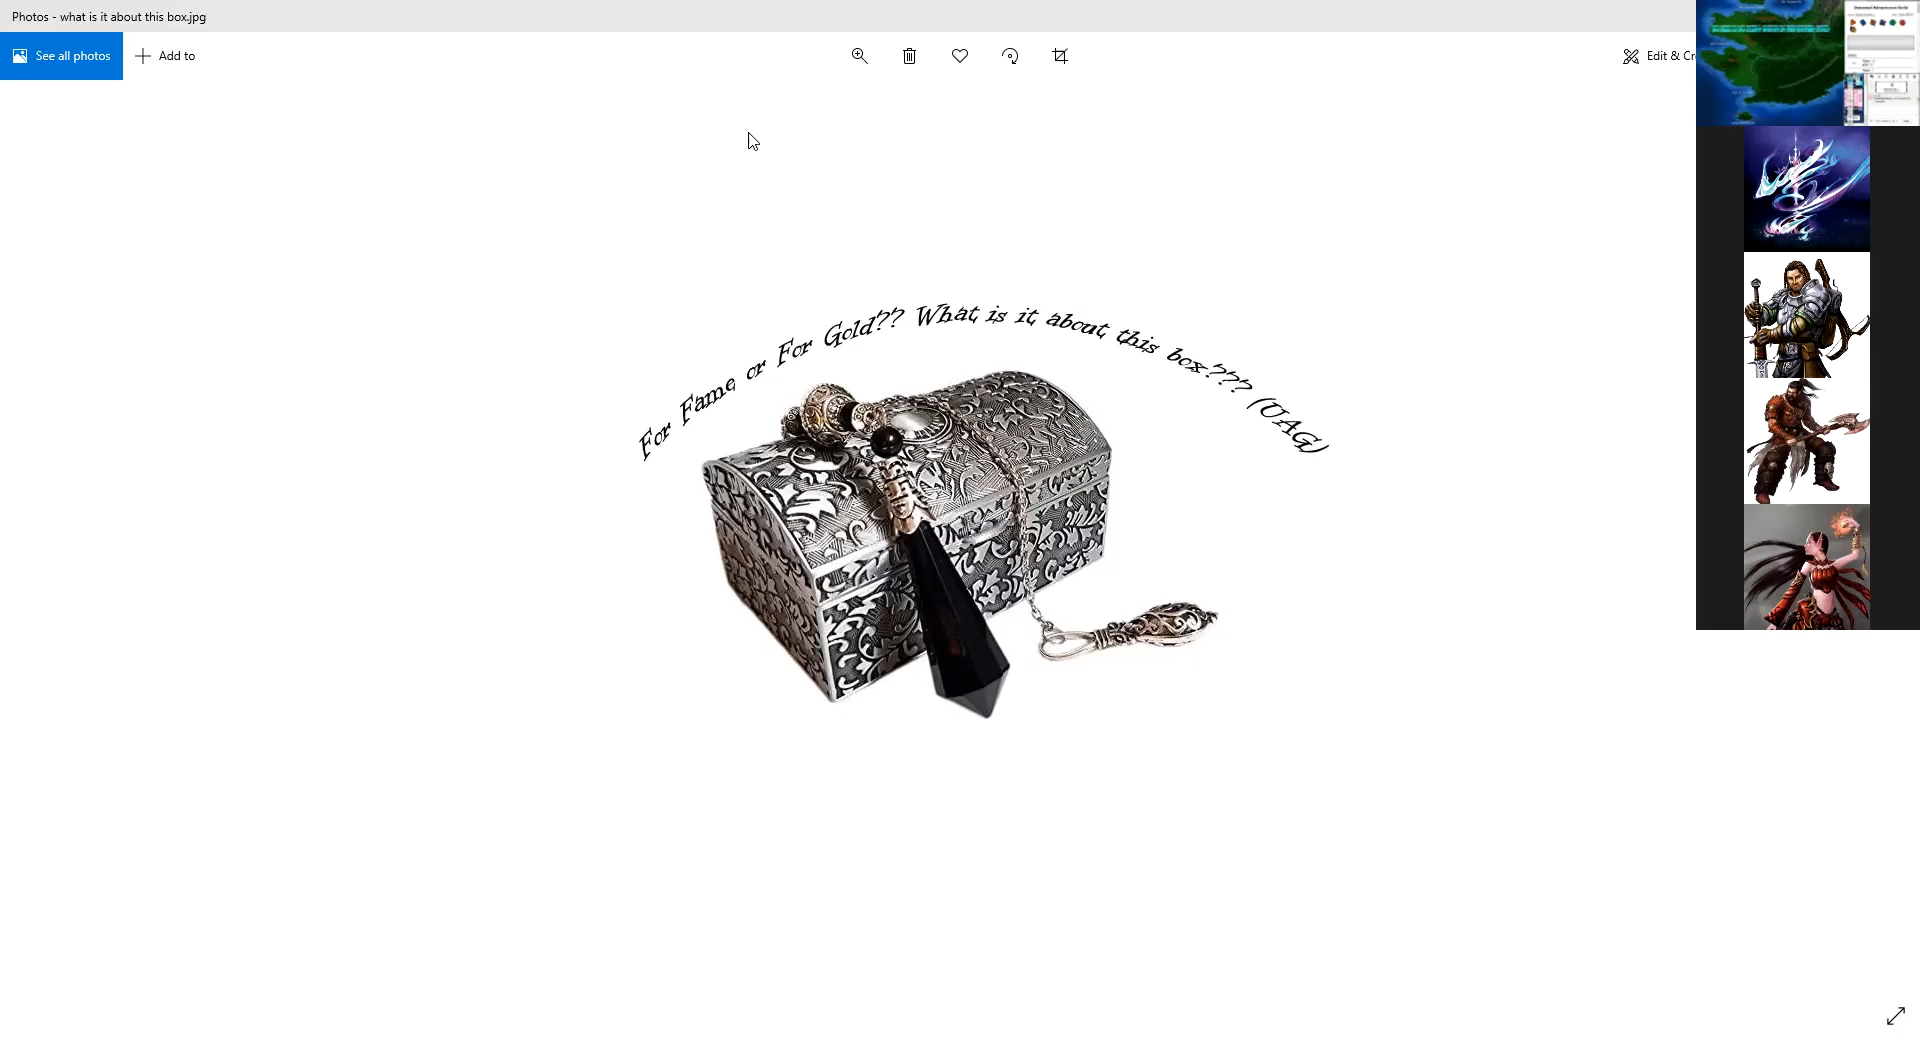 Photos - what is it about this box.jpg
See all photos
Add to
Edit & Cr
For Fame or For Gold?? What is it about this box??? (UAG)